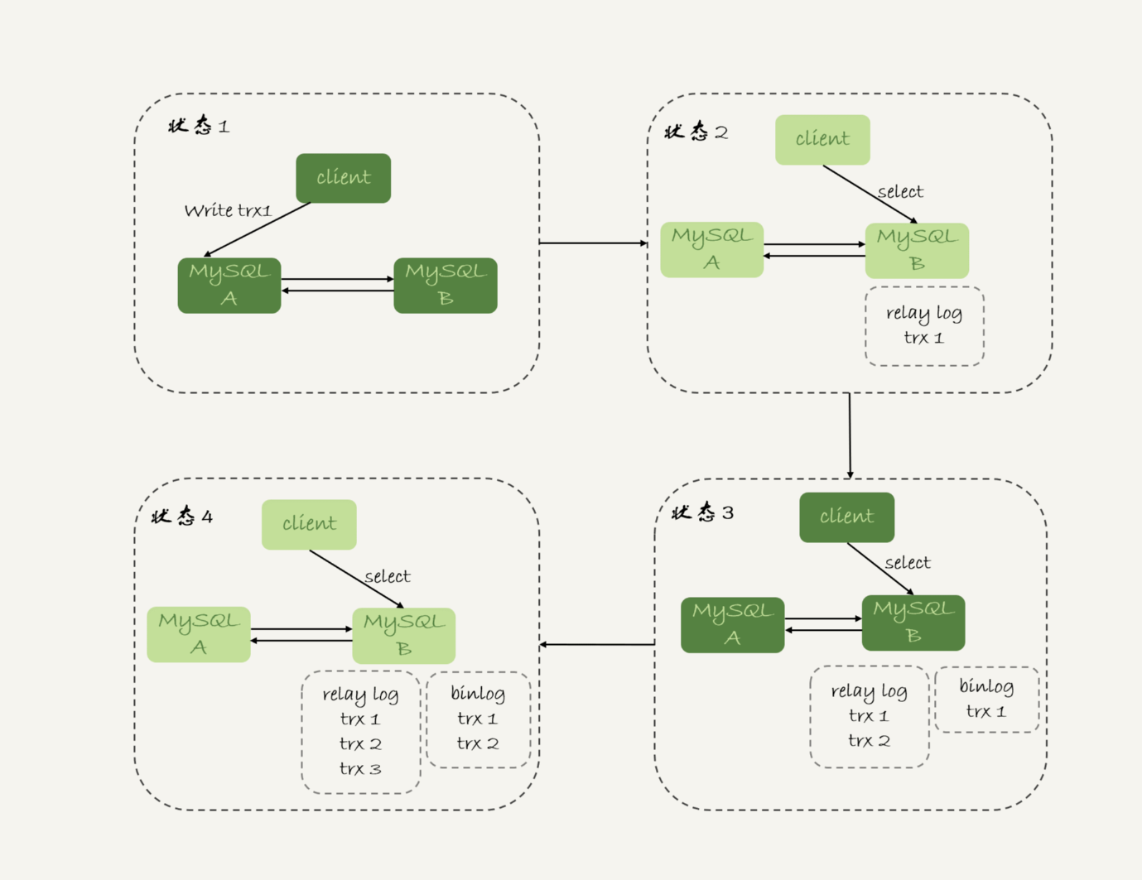 状态1
client
Write trx1
MySQL
A
MySQL
B
状态2
client
select
MySQL
A
MySQL
B
relay log
trx 1
状态3
client
select
MySQL
A
MySQL
B
relay log
trx 1
trx 2
binlog
trx 1
状态4
client
select
MySQL
A
MySQL
B
relay log
trx 1
trx 2
trx 3
binlog
trx 1
trx 2